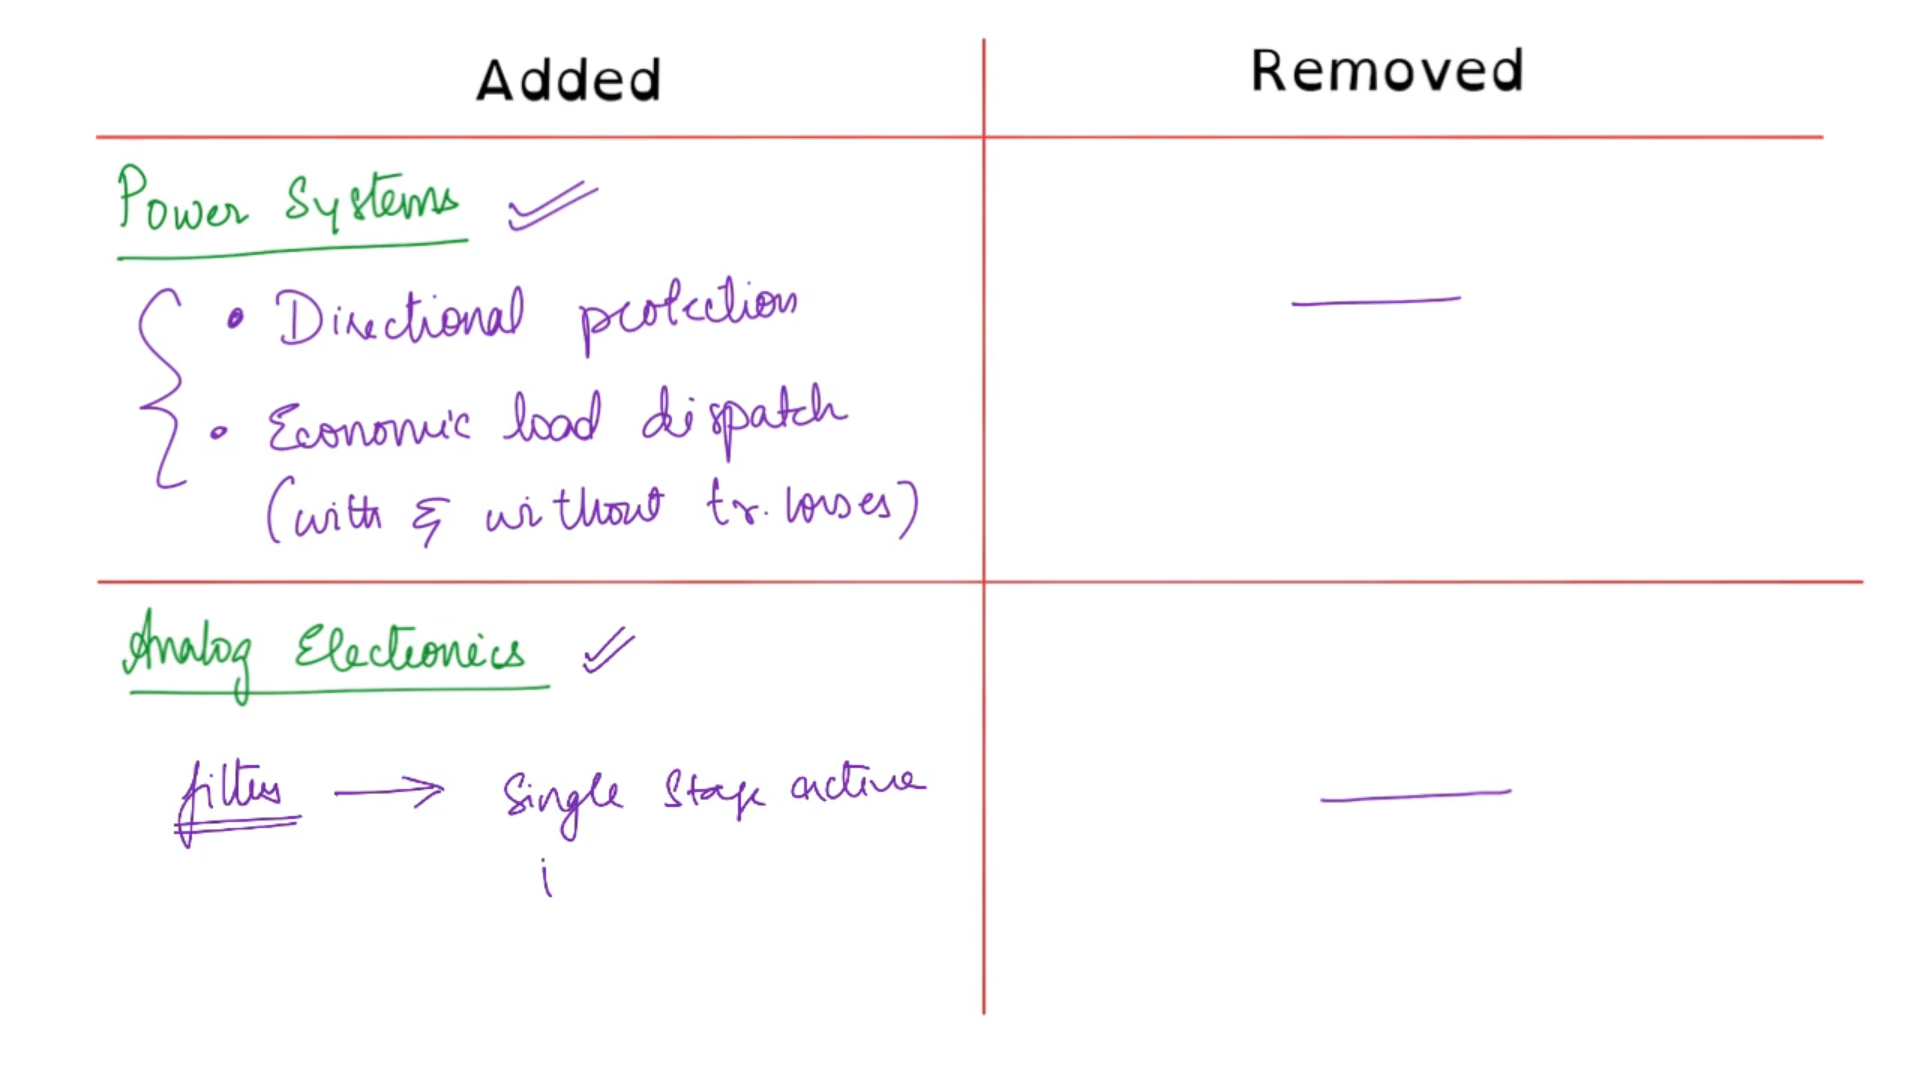 Added
Removed
Power Systems
• Directional protection
• Economic load dispatch
(with & without tr. losses)
Analog Electronics
filters → Single Stage active
i